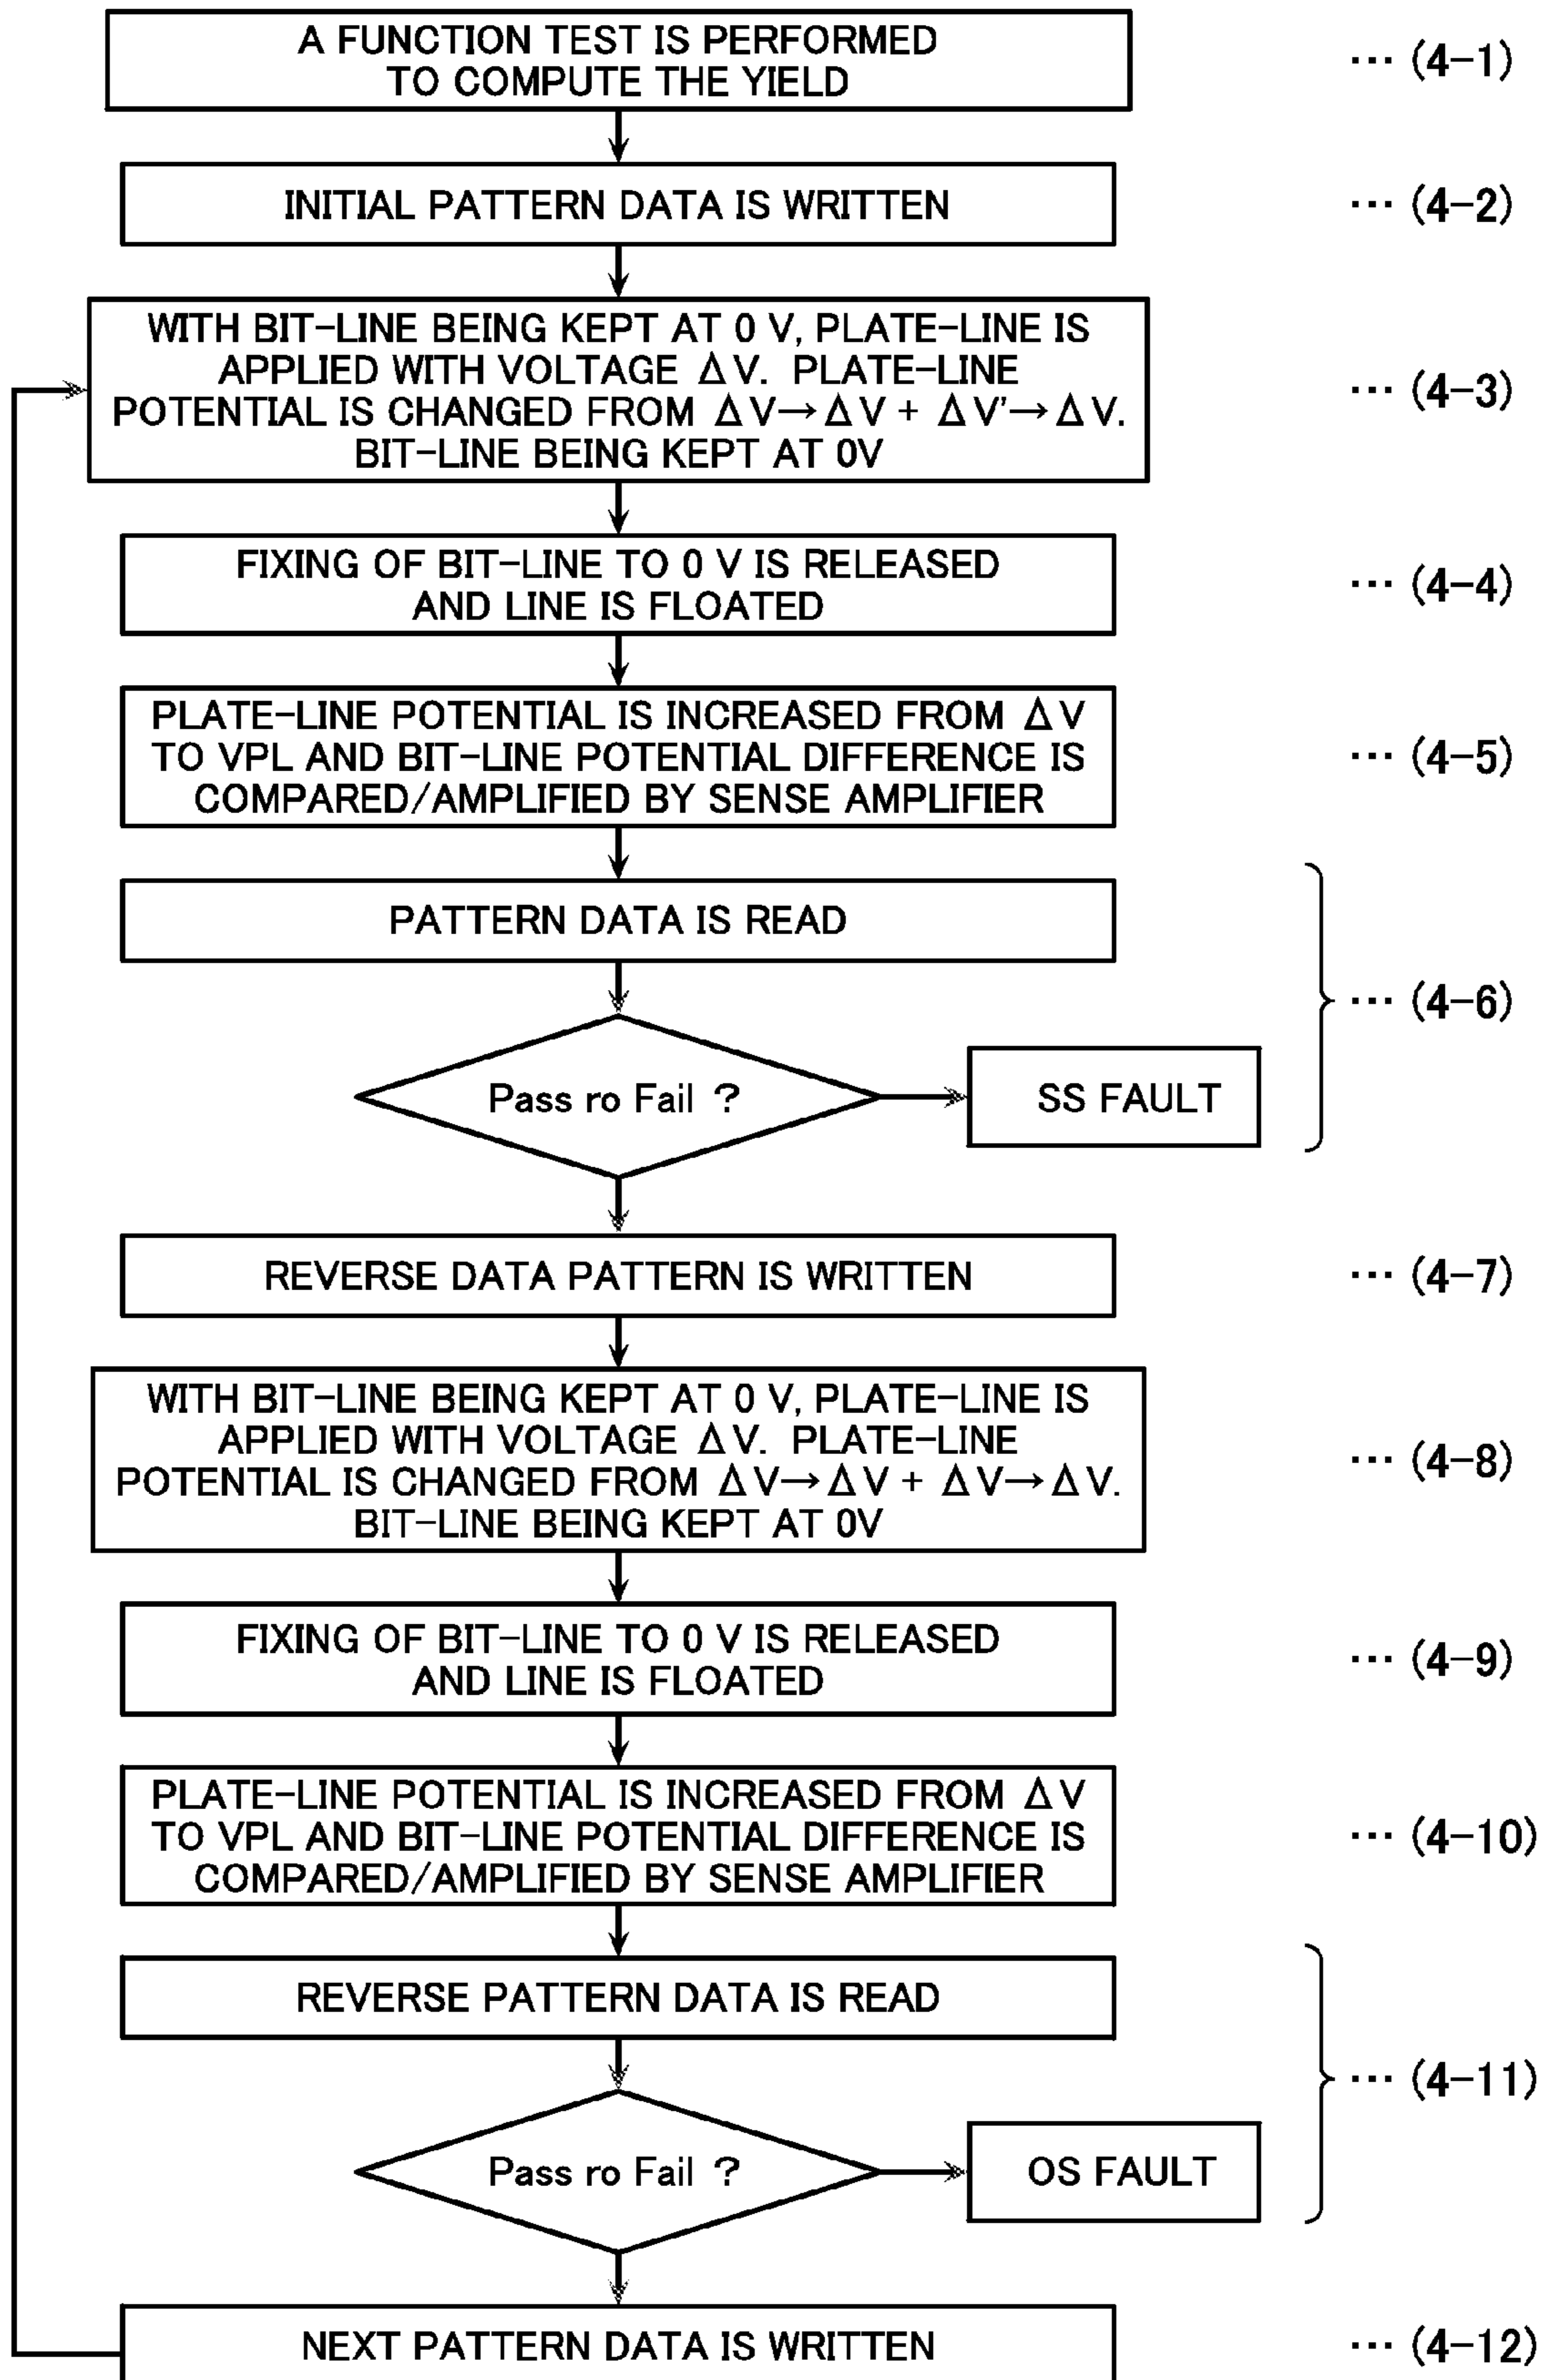 A FUNCTION TEST IS PERFORMED
TO COMPUTE THE YIELD
··· (4-1)
INITIAL PATTERN DATA IS WRITTEN
··· (4-2)
WITH BIT-LINE BEING KEPT AT 0 V, PLATE-LINE IS
APPLIED WITH VOLTAGE ΔV. PLATE-LINE
POTENTIAL IS CHANGED FROM ΔV→ΔV + ΔV'→ΔV.
BIT-LINE BEING KEPT AT 0V
··· (4-3)
FIXING OF BIT-LINE TO 0 V IS RELEASED
AND LINE IS FLOATED
··· (4-4)
PLATE-LINE POTENTIAL IS INCREASED FROM ΔV
TO VPL AND BIT-LINE POTENTIAL DIFFERENCE IS
COMPARED/AMPLIFIED BY SENSE AMPLIFIER
··· (4-5)
PATTERN DATA IS READ
··· (4-6)
Pass ro Fail ?
SS FAULT
REVERSE DATA PATTERN IS WRITTEN
··· (4-7)
WITH BIT-LINE BEING KEPT AT 0 V, PLATE-LINE IS
APPLIED WITH VOLTAGE ΔV. PLATE-LINE
POTENTIAL IS CHANGED FROM ΔV→ΔV + ΔV→ΔV.
BIT-LINE BEING KEPT AT 0V
··· (4-8)
FIXING OF BIT-LINE TO 0 V IS RELEASED
AND LINE IS FLOATED
··· (4-9)
PLATE-LINE POTENTIAL IS INCREASED FROM ΔV
TO VPL AND BIT-LINE POTENTIAL DIFFERENCE IS
COMPARED/AMPLIFIED BY SENSE AMPLIFIER
··· (4-10)
REVERSE PATTERN DATA IS READ
··· (4-11)
Pass ro Fail ?
OS FAULT
NEXT PATTERN DATA IS WRITTEN
··· (4-12)